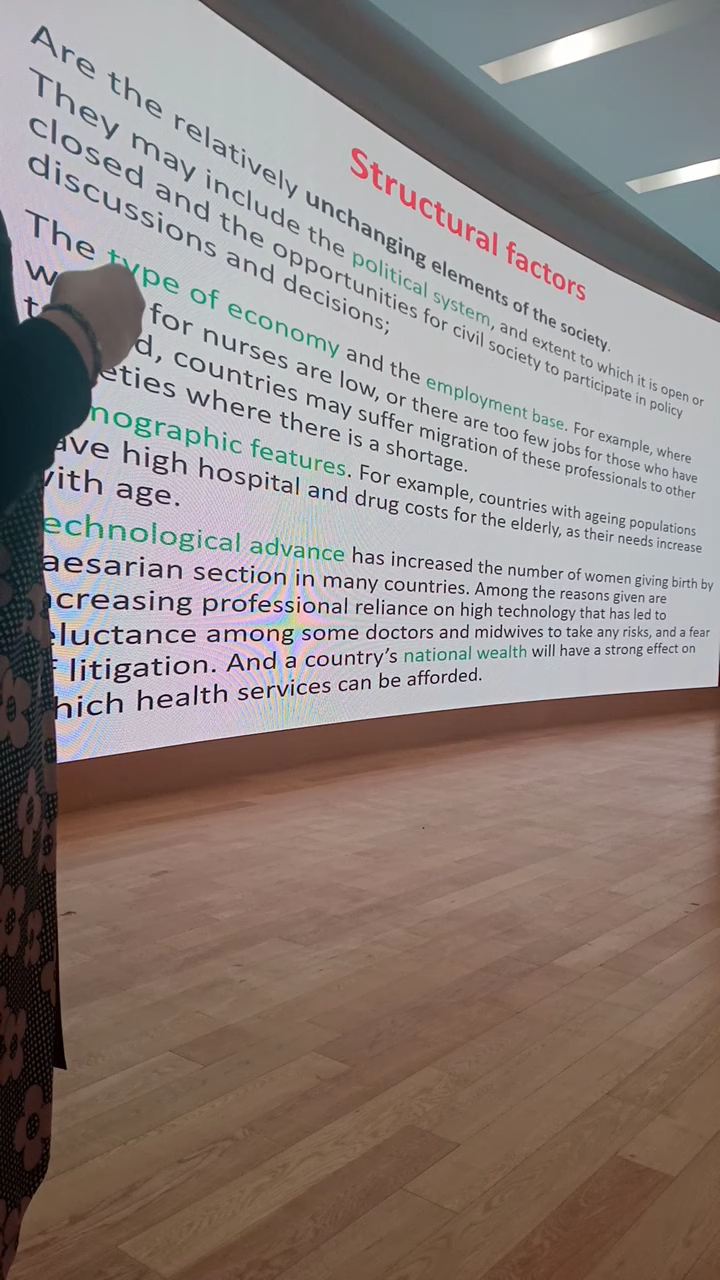 Structural factors
Are the relatively unchanging elements of the society.
They may include the political system, and extent to which it is open or
closed and the opportunities for civil society to participate in policy
discussions and decisions;
The type of economy and the employment base. For example, where
for nurses are low, or there are too few jobs for those who have
countries may suffer migration of these professionals to other
where there is a shortage.
features. For example, countries with ageing populations
high hospital and drug costs for the elderly, as their needs increase
with age.
echnological advance has increased the number of women giving birth by
aesarian section in many countries. Among the reasons given are
creasing professional reliance on high technology that has led to
luctance among some doctors and midwives to take any risks, and a fear
litigation. And a country's national wealth will have a strong effect on
hich health services can be afforded.